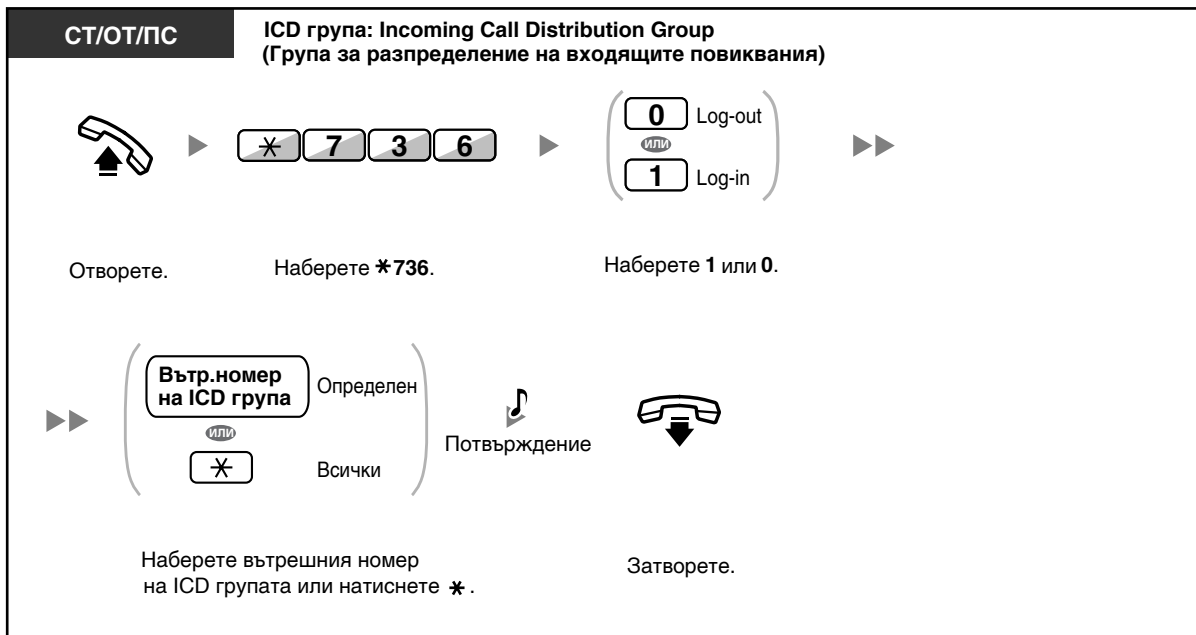 СТ/ОТ/ПС
ICD група: Incoming Call Distribution Group
(Група за разпределение на входящите повиквания)
* 7 3 6
0 Log-out
или
1 Log-in
Отворете.
Наберете *736.
Наберете 1 или 0.
Вътр.номер
на ICD група
Определен
или
* Всички
Потвърждение
Наберете вътрешния номер
на ICD групата или натиснете *.
Затворете.